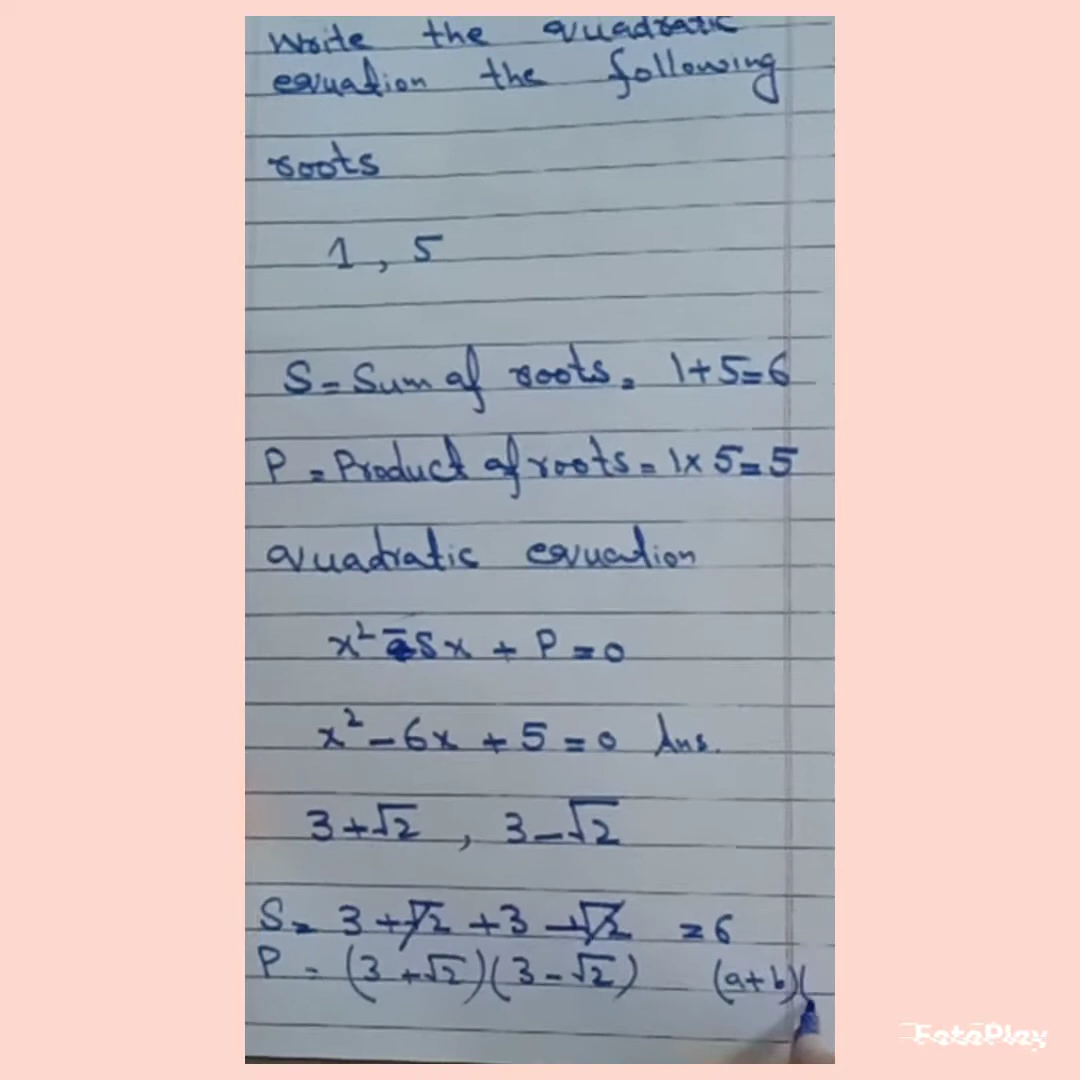 Write the quadratic
equation the following
roots
1, 5
S = Sum of roots = 1+5=6
P = Product of roots = 1×5=5
quadratic equation
x² - Sx + P = 0
x² - 6x + 5 = 0 Ans.
3+√2 , 3-√2
S = 3+√2 +3 -√2 = 6
P = (3+√2)(3-√2) (a+b)(
FotoPlay